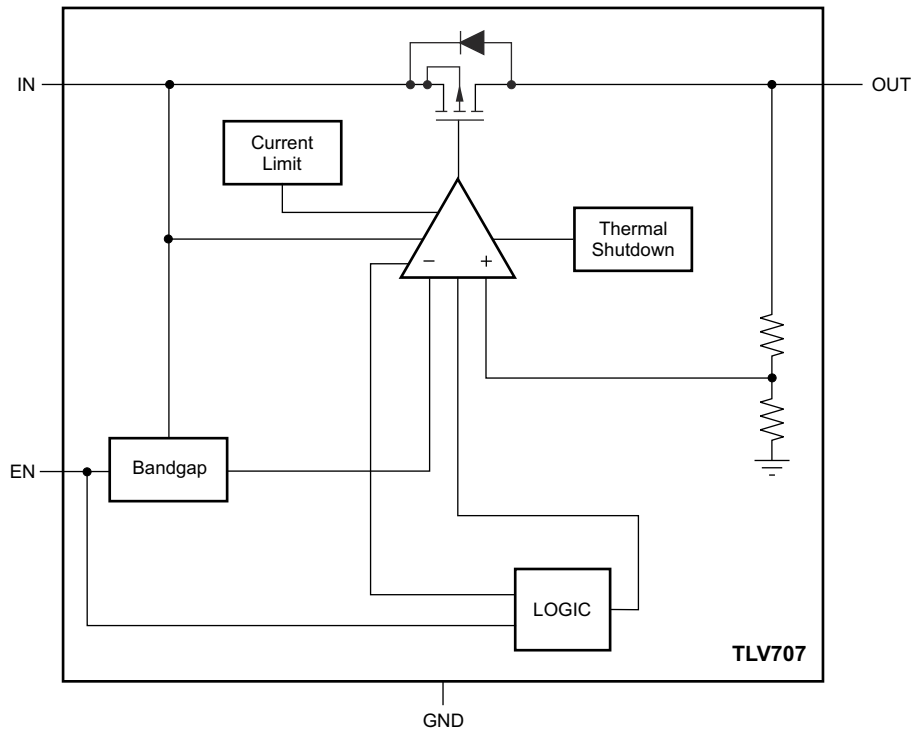 IN
OUT
Current
Limit
Thermal
Shutdown
−
+
EN
Bandgap
LOGIC
TLV707
GND